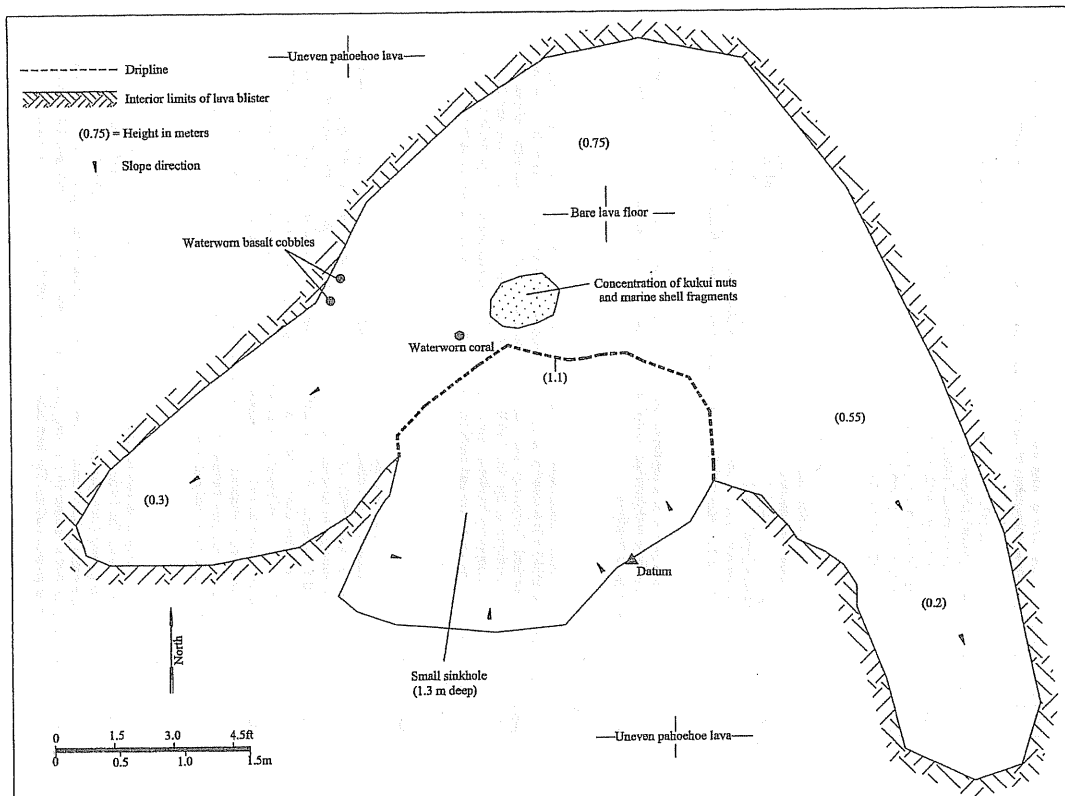 Uneven pahoehoe lava
Dripline
Interior limits of lava blister
(0.75) = Height in meters
Slope direction
(0.75)
Bare lava floor
Waterworn basalt cobbles
Concentration of kukui nuts
and marine shell fragments
Waterworn coral
(1.1)
(0.55)
(0.3)
Datum
(0.2)
North
Small sinkhole
(1.3 m deep)
Uneven pahoehoe lava
0 1.5 3.0 4.5ft
0 0.5 1.0 1.5m